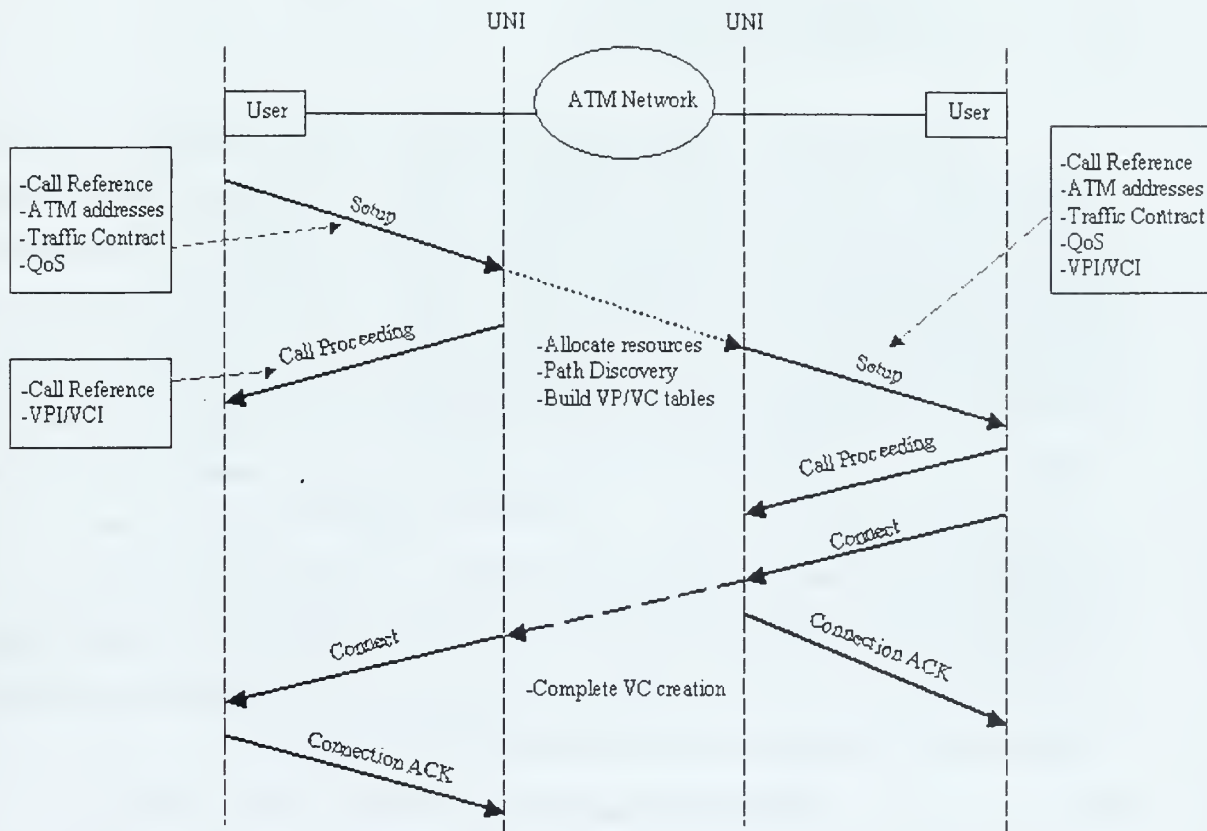 UNI
UNI
User
ATM Network
User
-Call Reference
-ATM addresses
-Traffic Contract
-QoS
Setup
-Call Reference
-ATM addresses
-Traffic Contract
-QoS
-VPI/VCI
Call Proceeding
-Call Reference
-VPI/VCI
-Allocate resources
-Path Discovery
-Build VP/VC tables
Setup
Call Proceeding
Connect
Connect
Connection ACK
-Complete VC creation
Connection ACK